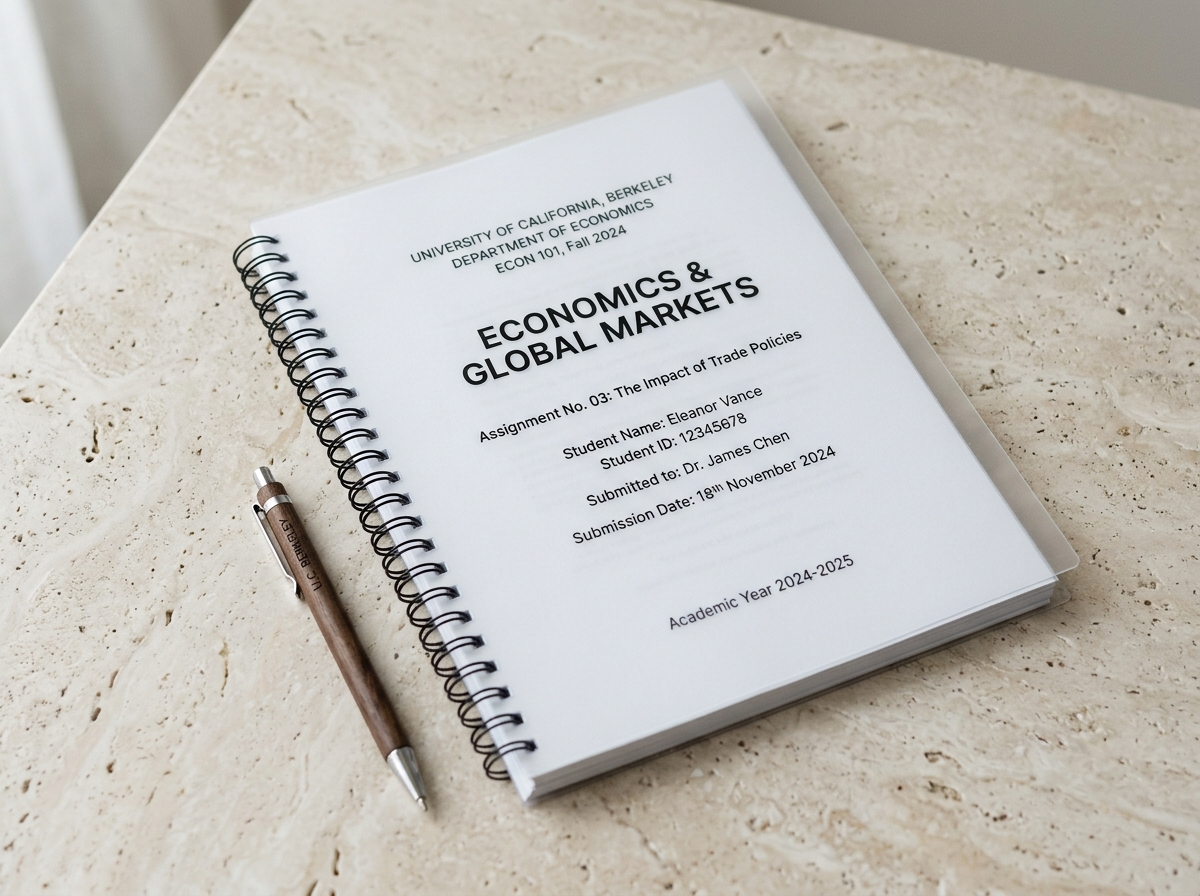 UNIVERSITY OF CALIFORNIA, BERKELEY
DEPARTMENT OF ECONOMICS
ECON 101, Fall 2024
ECONOMICS &
GLOBAL MARKETS
Assignment No. 03: The Impact of Trade Policies
Student Name: Eleanor Vance
Student ID: 12345678
Submitted to: Dr. James Chen
Submission Date: 18ᵗʰ November 2024
Academic Year 2024-2025
U.C. BERKELEY